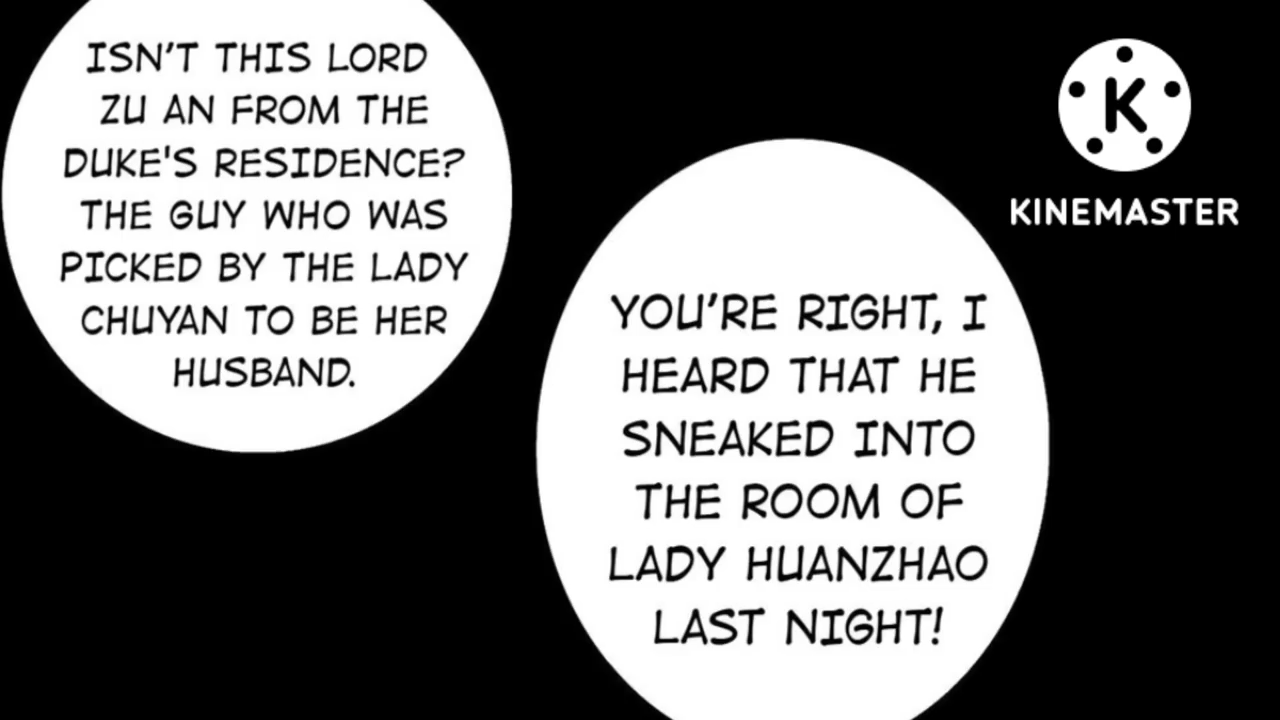 ISN'T THIS LORD
ZU AN FROM THE
DUKE'S RESIDENCE?
THE GUY WHO WAS
PICKED BY THE LADY
CHUYAN TO BE HER
HUSBAND.
YOU'RE RIGHT, I
HEARD THAT HE
SNEAKED INTO
THE ROOM OF
LADY HUANZHAO
LAST NIGHT!
K
KINEMASTER